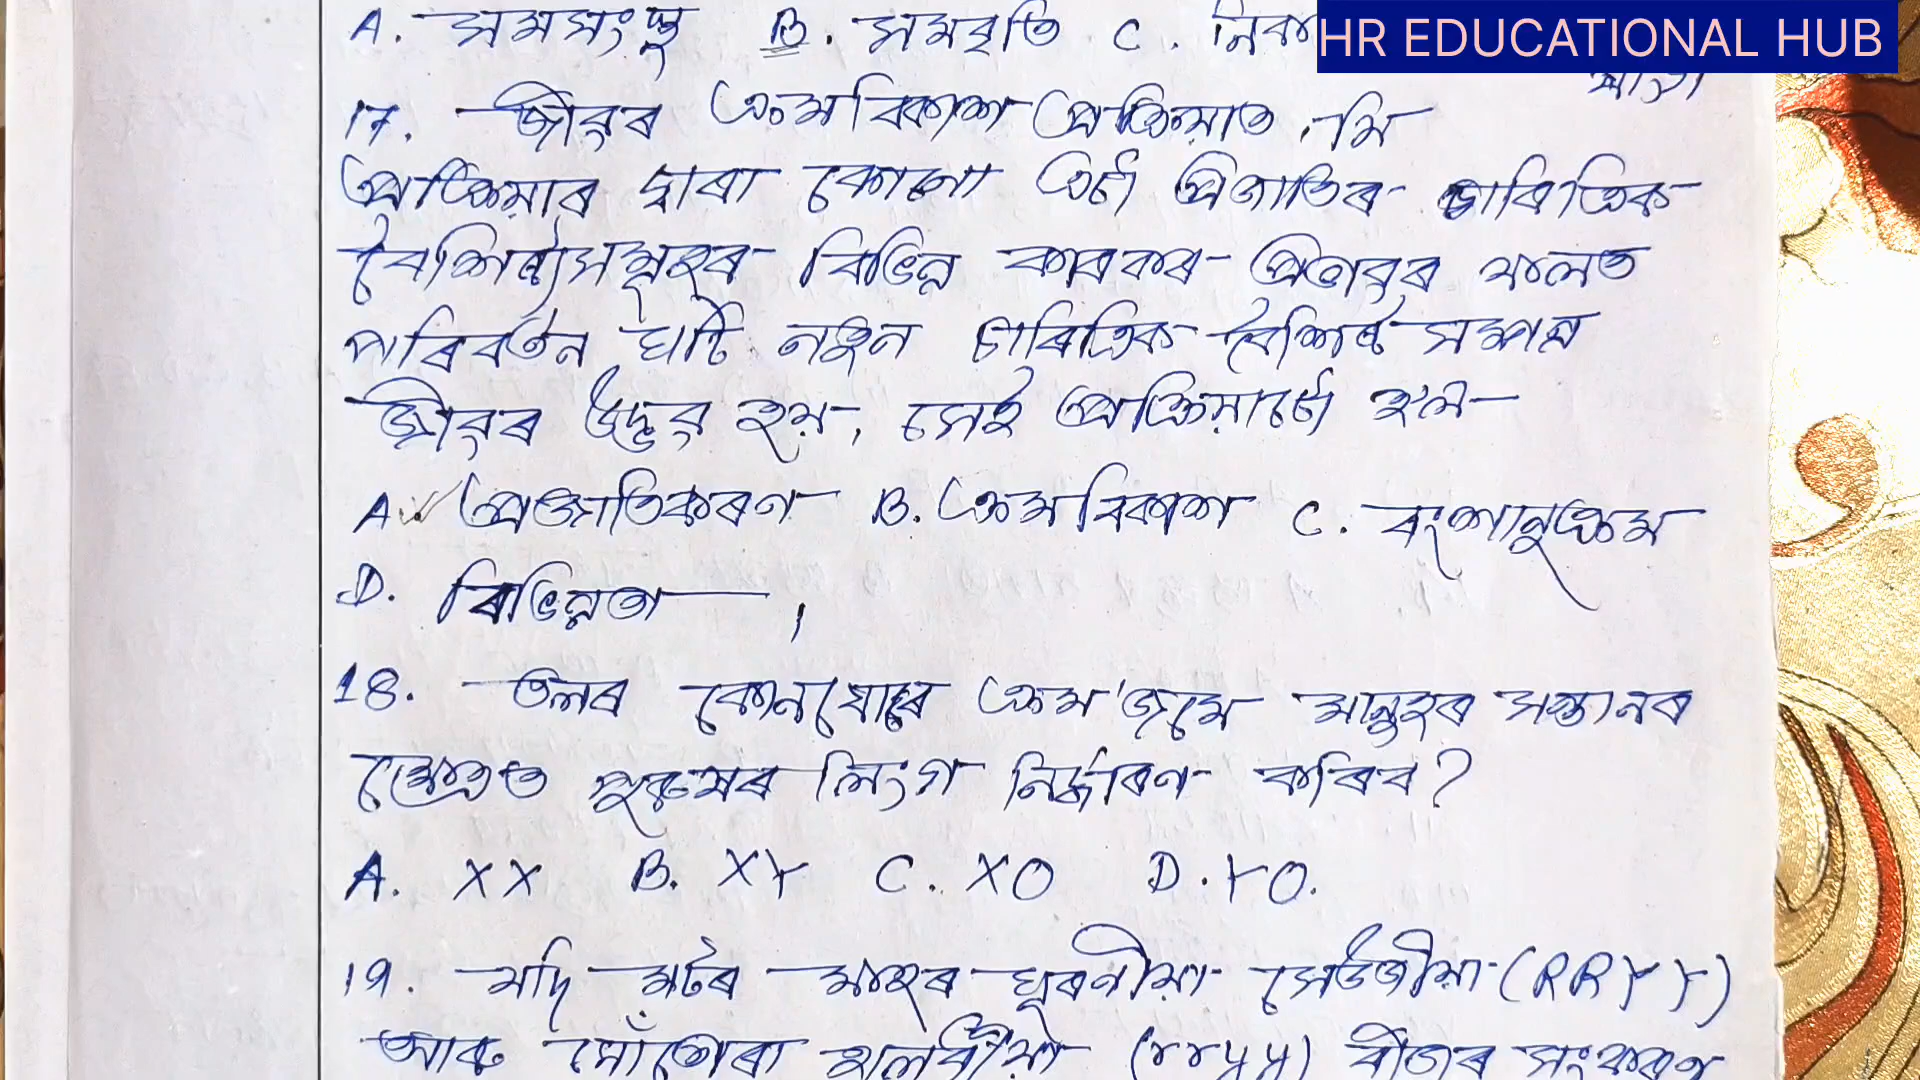 A. সমসংস্থ B. সমবৃত্তি C.
HR EDUCATIONAL HUB
17. জীৱৰ ক্ৰমবিকাশ প্ৰক্ৰিয়াত, যি
প্ৰক্ৰিয়াৰ দ্বাৰা কোনো এটা প্ৰজাতিৰ চাৰিত্ৰিক
বৈশিষ্ট্যসমূহৰ বিভিন্ন কাৰকৰ প্ৰভাৱৰ ফলত
পৰিবৰ্তন ঘটি নতুন চাৰিত্ৰিক বৈশিষ্ট সম্পন্ন
জীৱৰ উদ্ভৱ হয়, সেই প্ৰক্ৰিয়াটো হ'ল-
A. প্ৰজাতিকৰণ B. ক্ৰমবিকাশ C. বংশানুক্ৰম
D. বিভিন্নতা
18. তলৰ কোনযোৰে ক্ৰম'জমে মানুহৰ সন্তানৰ
ক্ষেত্ৰত পুৰুষৰ লিংগ নিৰ্দ্ধাৰণ কৰিব?
A. XX B. XY C. XO D. YO.
19. যদি মটৰ মাহৰ ঘূৰণীয়া সেউজীয়া (RRYY)
আৰু সোঁতোৰা হালধীয়া (rryy) বীজৰ সংকৰণ